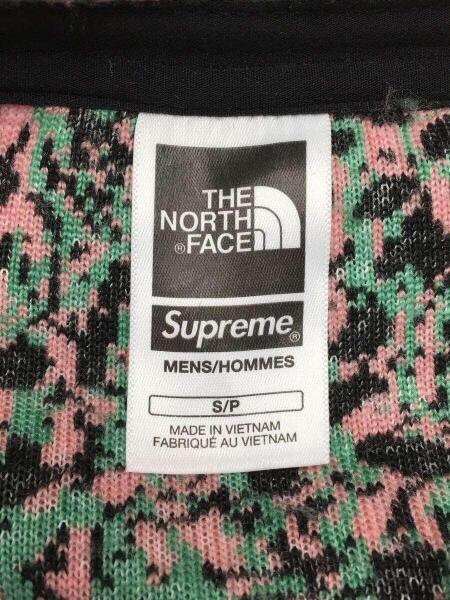 THE
NORTH
® FACE
Supreme®
MENS/HOMMES
S/P
MADE IN VIETNAM
FABRIQUÉ AU VIETNAM